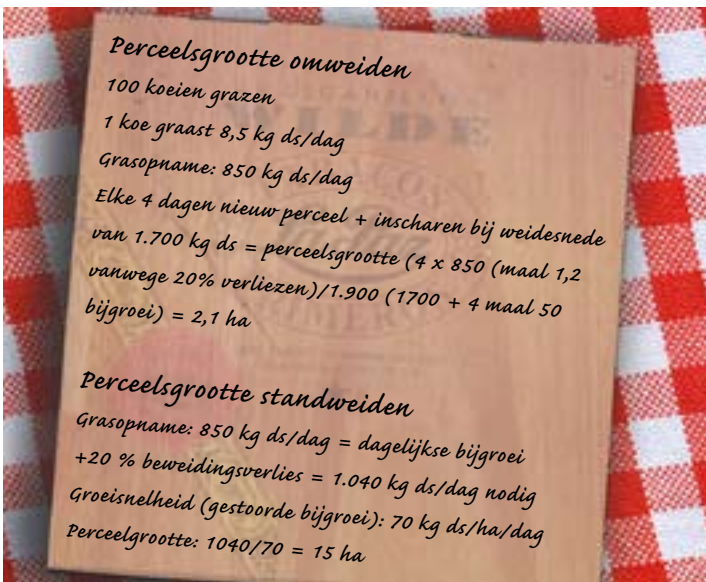 Perceelsgrootte omweiden
100 koeien grazen
1 koe graast 8,5 kg ds/dag
Grasopname: 850 kg ds/dag
Elke 4 dagen nieuw perceel + inscharen bij weidesnede
van 1.700 kg ds = perceelsgrootte (4 x 850 (maal 1,2
vanwege 20% verliezen)/1.900 (1700 + 4 maal 50
bijgroei) = 2,1 ha
Perceelsgrootte standweiden
Grasopname: 850 kg ds/dag = dagelijkse bijgroei
+20 % beweidingsverlies = 1.040 kg ds/dag nodig
Groeisnelheid (gestoorde bijgroei): 70 kg ds/ha/dag
Perceelgrootte: 1040/70 = 15 ha